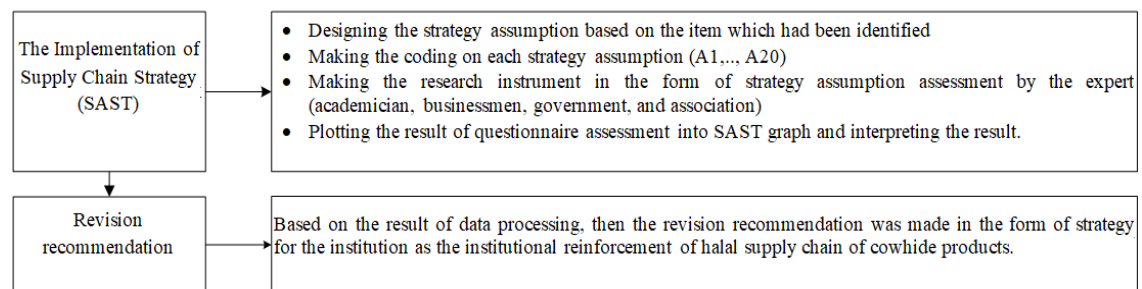 The Implementation of
Supply Chain Strategy
(SAST)
• Designing the strategy assumption based on the item which had been identified
• Making the coding on each strategy assumption (A1,.., A20)
• Making the research instrument in the form of strategy assumption assessment by the expert
(academician, businessmen, government, and association)
• Plotting the result of questionnaire assessment into SAST graph and interpreting the result.
Revision
recommendation
Based on the result of data processing, then the revision recommendation was made in the form of strategy
for the institution as the institutional reinforcement of halal supply chain of cowhide products.